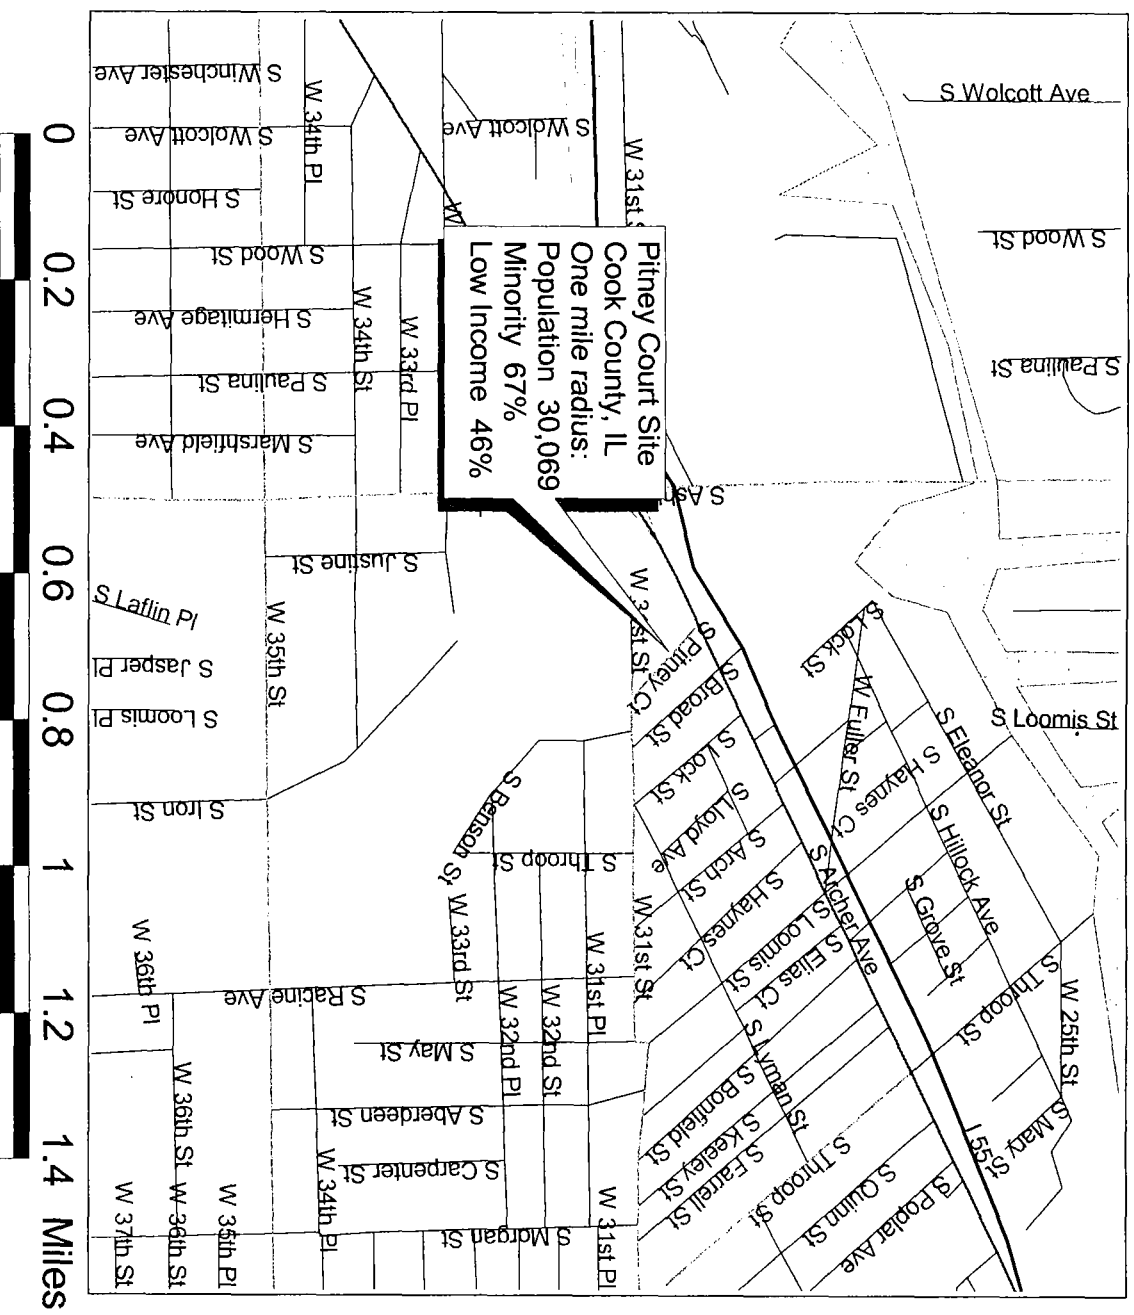 Pitney Court Site
Cook County, IL
One mile radius:
Population 30,069
Minority 67%
Low Income 46%
S Wolcott Ave
S Wood St
S Paulina St
S Loomis St
S Winchester Ave
S Wolcott Ave
S Honore St
S Wood St
S Hermitage Ave
S Paulina St
S Marshfield Ave
W 34th Pl
W 34th St
W 33rd Pl
S Wolcott Ave
W 31st S
W
S Ash
S Justine St
S Laflin Pl
S Jasper Pl
S Loomis Pl
W 35th St
S Iron St
W 31st St
S Pitney Ct
S Broad St
S Lock St
S Lloyd Ave
S Arch St
S Haynes Ct
S Loomis St
S Elias Ct
S Archer Ave
S Lock St
W Fuller St
S Haynes Ct
S Eleanor St
S Hillock Ave
S Grove St
S Throop St
W 25th St
S Mary St
I 55
S Benson St
S Throop St
W 33rd St
W 31st St
W 31st Pl
W 32nd St
W 32nd Pl
S Lyman St
S Bonfield St
S Keeley St
S Farrell St
S Throop St
S Quinn St
S Poplar Ave
W 36th Pl
S Racine Ave
S May St
S Aberdeen St
S Carpenter St
S Morgan St
W 36th St
W 34th Pl
W 31st Pl
W 37th St
W 36th St
W 35th Pl
0 0.2 0.4 0.6 0.8 1 1.2 1.4 Miles